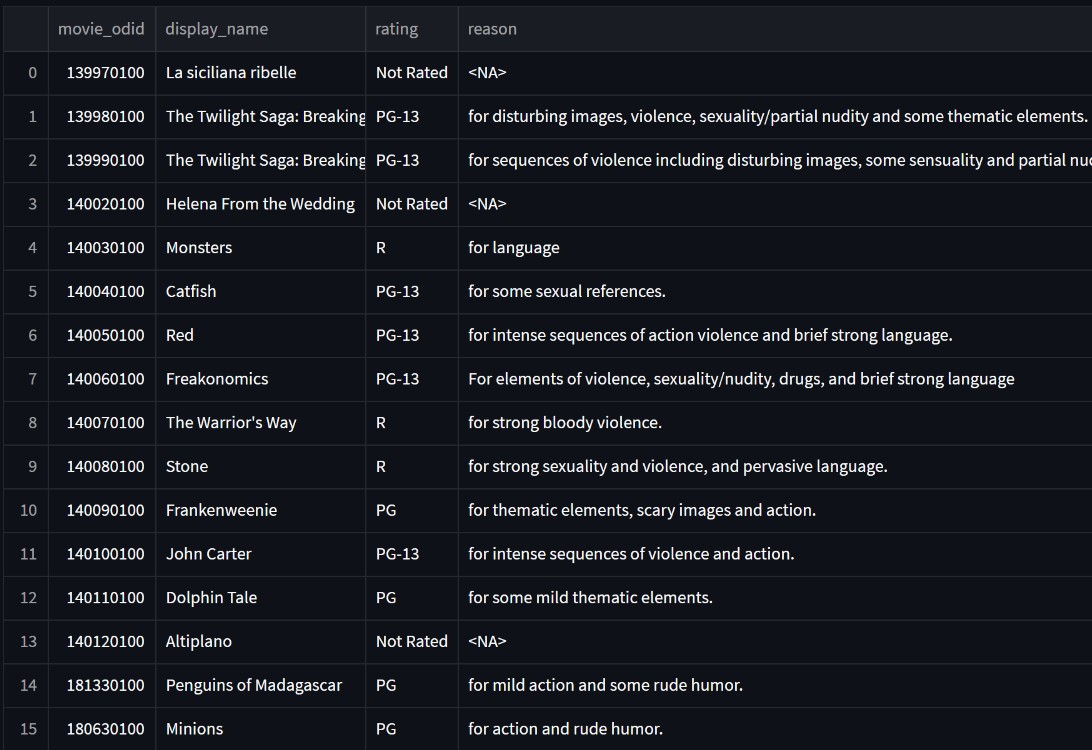 movie_odid display_name rating reason
0 139970100 La siciliana ribelle Not Rated <NA>
1 139980100 The Twilight Saga: Breaking PG-13 for disturbing images, violence, sexuality/partial nudity and some thematic elements.
2 139990100 The Twilight Saga: Breaking PG-13 for sequences of violence including disturbing images, some sensuality and partial
3 140020100 Helena From the Wedding Not Rated <NA>
4 140030100 Monsters R for language
5 140040100 Catfish PG-13 for some sexual references.
6 140050100 Red PG-13 for intense sequences of action violence and brief strong language.
7 140060100 Freakonomics PG-13 For elements of violence, sexuality/nudity, drugs, and brief strong language
8 140070100 The Warrior's Way R for strong bloody violence.
9 140080100 Stone R for strong sexuality and violence, and pervasive language.
10 140090100 Frankenweenie PG for thematic elements, scary images and action.
11 140100100 John Carter PG-13 for intense sequences of violence and action.
12 140110100 Dolphin Tale PG for some mild thematic elements.
13 140120100 Altiplano Not Rated <NA>
14 181330100 Penguins of Madagascar PG for mild action and some rude humor.
15 180630100 Minions PG for action and rude humor.